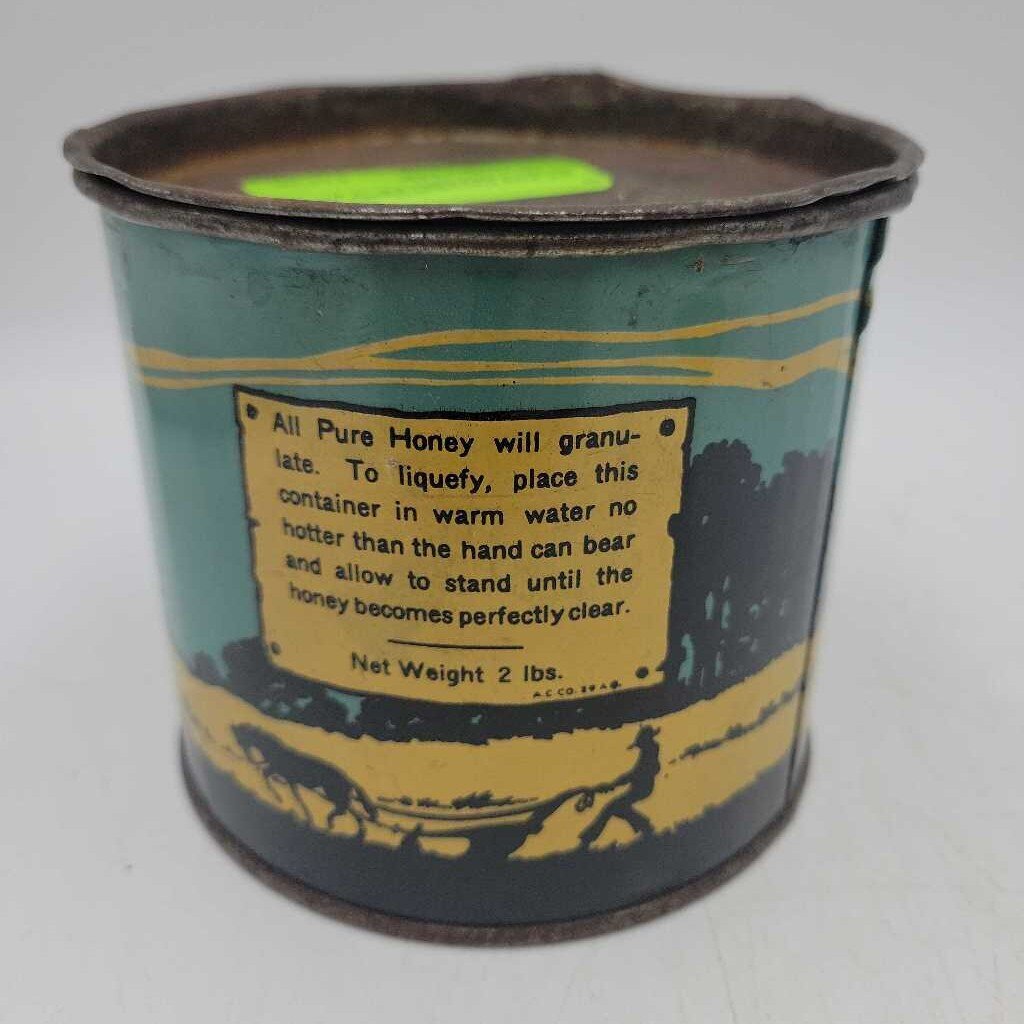 All Pure Honey will granu-
late. To liquefy, place this
container in warm water no
hotter than the hand can bear
and allow to stand until the
honey becomes perfectly clear.
Net Weight 2 lbs.
A.C.CO.